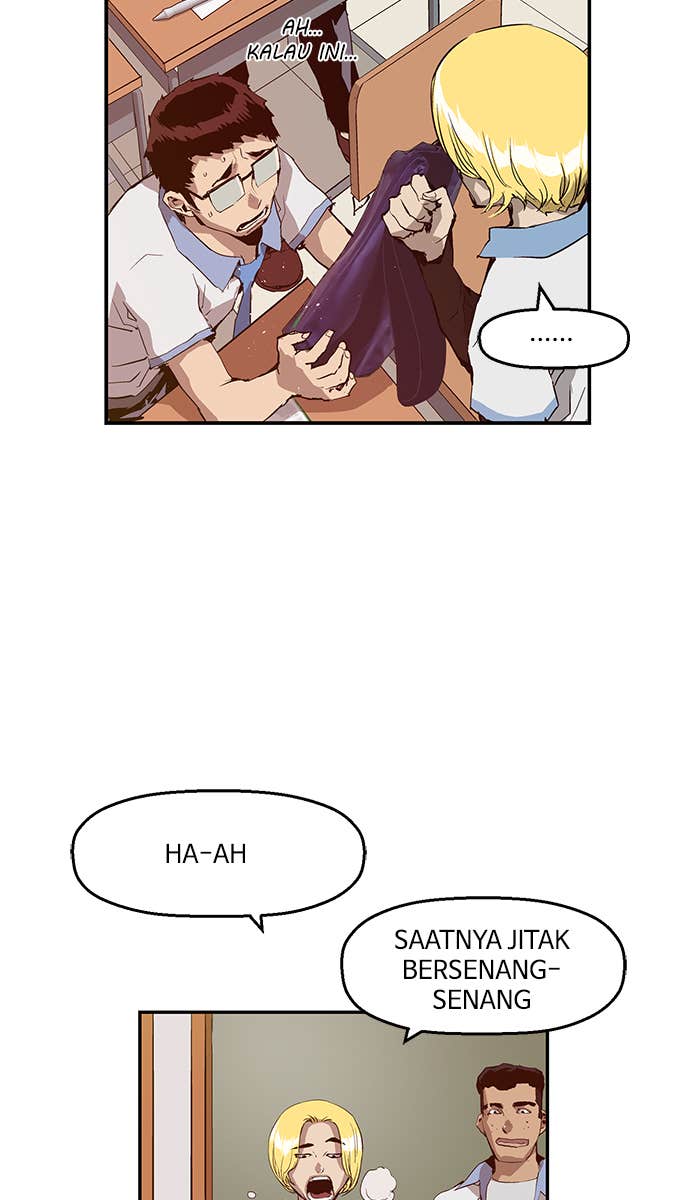 AH...
KALAU INI...
......
HA-AH
SAATNYA JITAK
BERSENANG-
SENANG